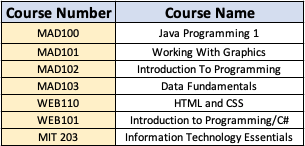 Course Number Course Name
MAD100 Java Programming 1
MAD101 Working With Graphics
MAD102 Introduction To Programming
MAD103 Data Fundamentals
WEB110 HTML and CSS
WEB101 Introduction to Programming/C#
MIT 203 Information Technology Essentials